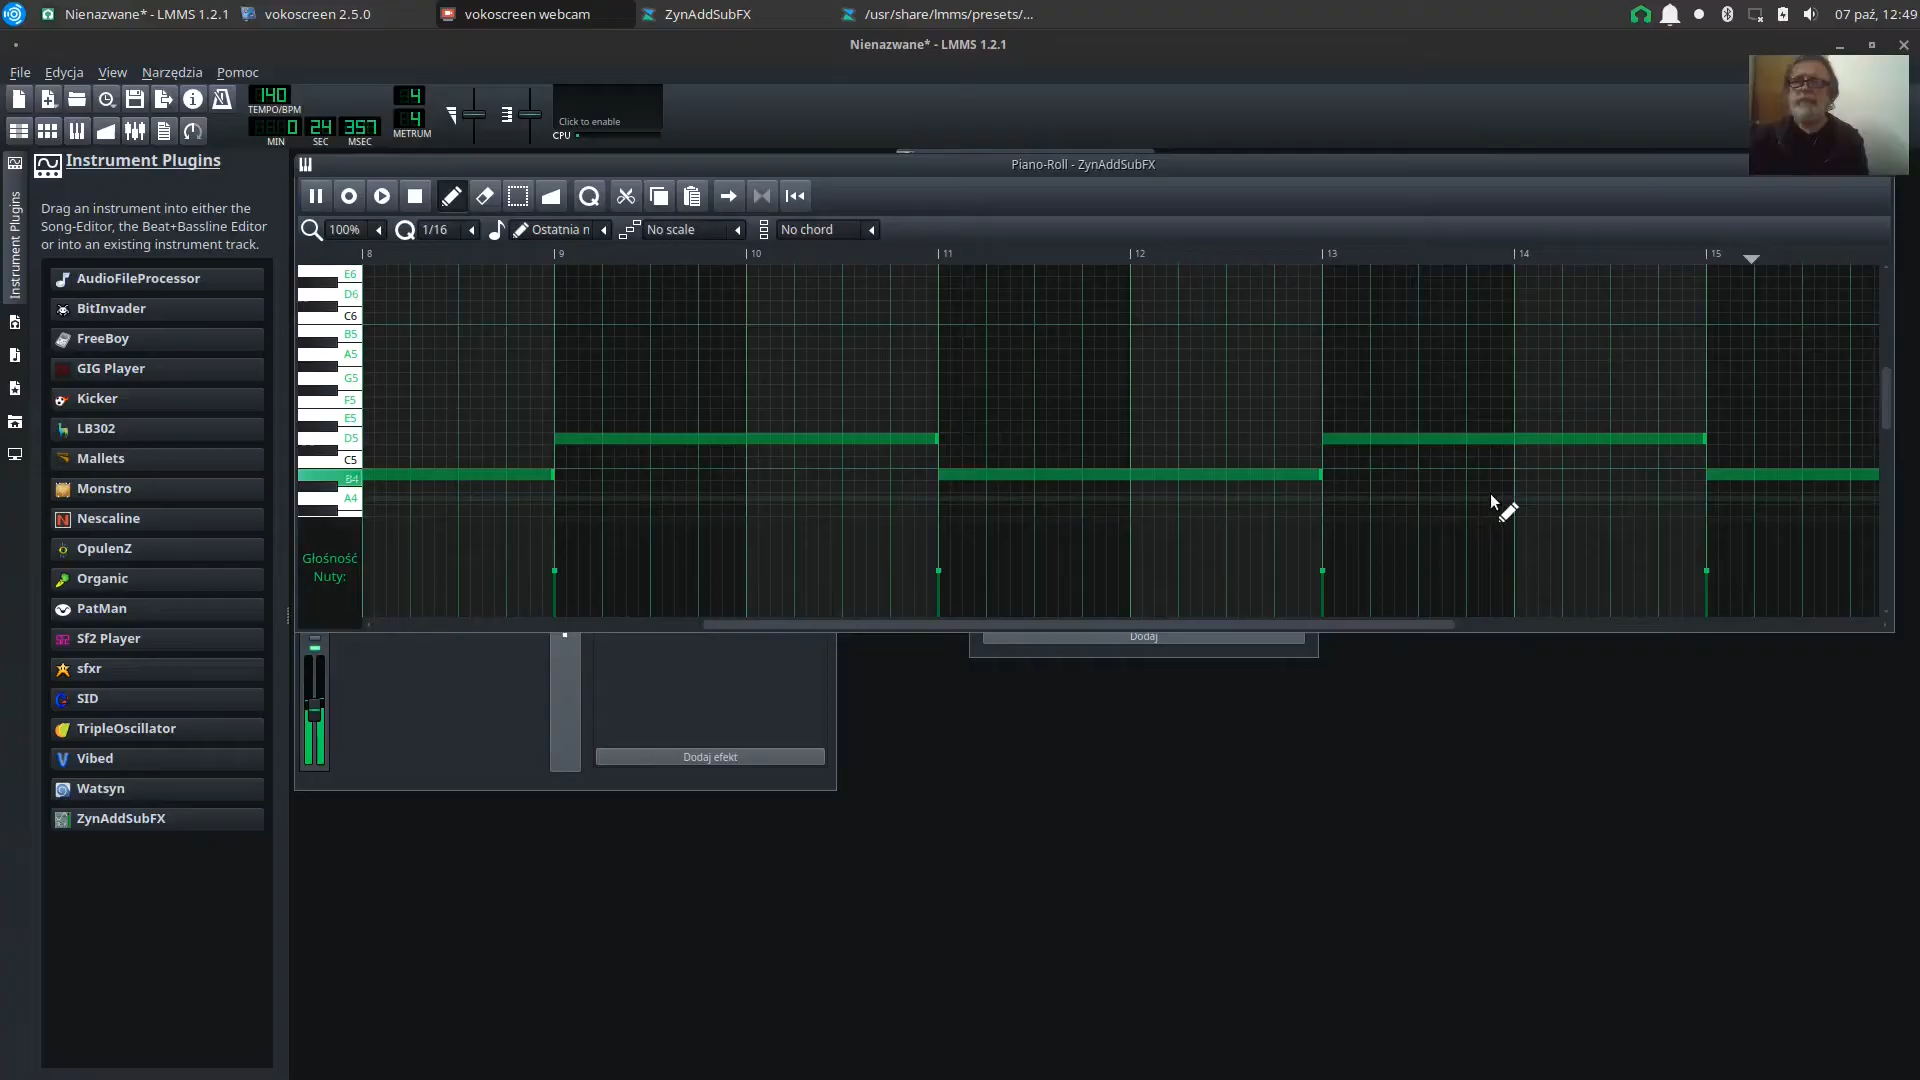 Nienazwane* - LMMS 1.2.1
vokoscreen 2.5.0
vokoscreen webcam
ZynAddSubFX
/usr/share/lmms/presets/...
07 paź, 12:49
Nienazwane* - LMMS 1.2.1
File
Edycja
View
Narzędzia
Pomoc
140
TEMPO/BPM
0
MIN
24
SEC
357
MSEC
4
4
METRUM
Click to enable
CPU
Instrument Plugins
Instrument Plugins
Drag an instrument into either the
Song-Editor, the Beat+Bassline Editor
or into an existing instrument track.
AudioFileProcessor
BitInvader
FreeBoy
GIG Player
Kicker
LB302
Mallets
Monstro
Nescaline
OpulenZ
Organic
PatMan
Sf2 Player
sfxr
SID
TripleOscillator
Vibed
Watsyn
ZynAddSubFX
Piano-Roll - ZynAddSubFX
100%
1/16
Ostatnia n
No scale
No chord
8
9
10
11
12
13
14
15
E6
D6
C6
B5
A5
G5
F5
E5
D5
C5
B4
A4
Głośność
Nuty:
Dodaj
Dodaj efekt